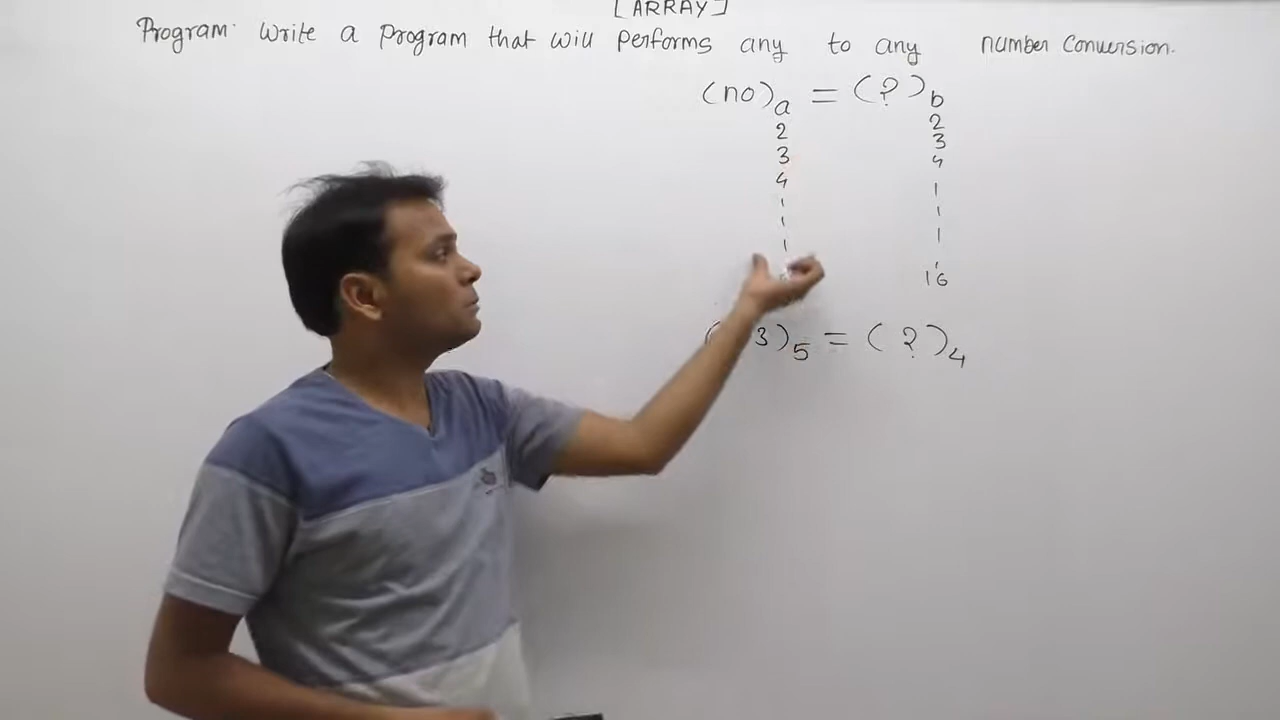 [ARRAY]
Program: Write a program that will performs any to any number conversion.
(no)a = (?)b
2 2
3 3
4 4
16
3)5 = (?)4